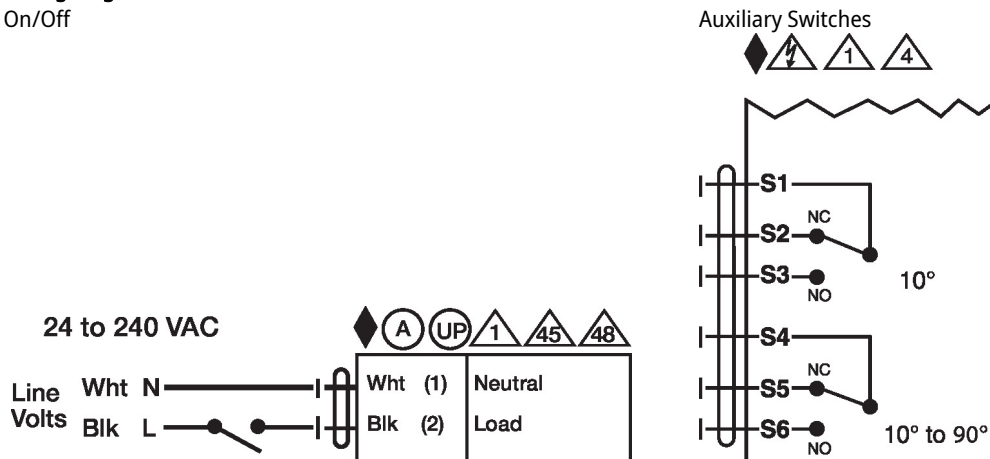 On/Off
24 to 240 VAC
A UP 1 45 48
Line Volts
Wht N
Wht (1) Neutral
Blk L
Blk (2) Load
Auxiliary Switches
1 4
S1
S2 NC
S3 NO
10°
S4
S5 NC
S6 NO
10° to 90°